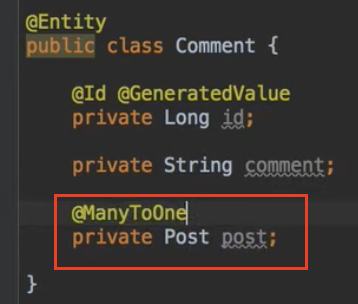 @Entity
public class Comment {
@Id @GeneratedValue
private Long id;
private String comment;
@ManyToOne
private Post post;
}